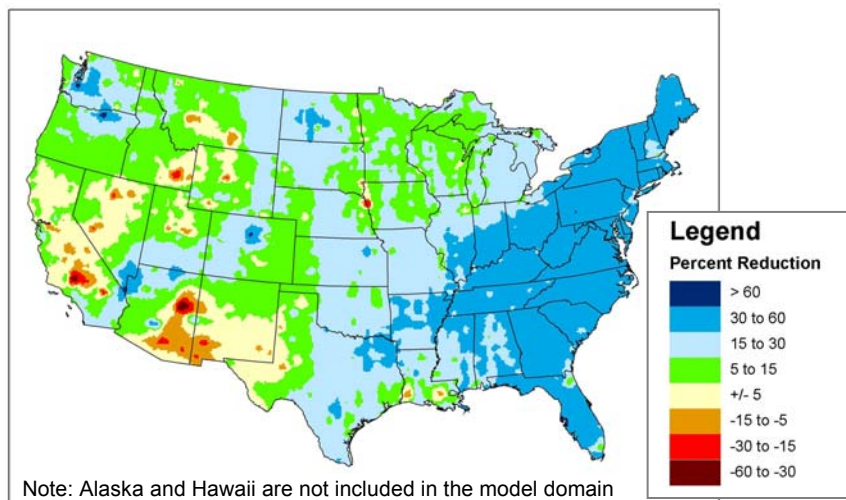 Legend
Percent Reduction
> 60
30 to 60
15 to 30
5 to 15
+/- 5
-15 to -5
-30 to -15
-60 to -30
Note: Alaska and Hawaii are not included in the model domain